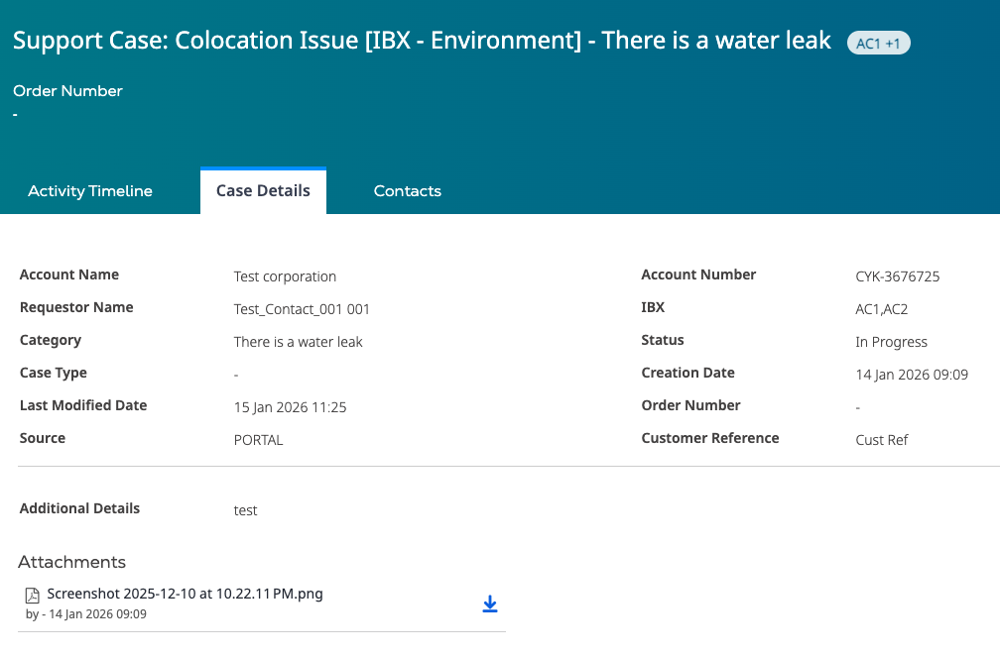 Support Case: Colocation Issue [IBX - Environment] - There is a water leak AC1 +1
Order Number
-
Activity Timeline Case Details Contacts
Account Name Test corporation Account Number CYK-3676725
Requestor Name Test_Contact_001 001 IBX AC1,AC2
Category There is a water leak Status In Progress
Case Type - Creation Date 14 Jan 2026 09:09
Last Modified Date 15 Jan 2026 11:25 Order Number -
Source PORTAL Customer Reference Cust Ref
Additional Details test
Attachments
Screenshot 2025-12-10 at 10.22.11 PM.png
by - 14 Jan 2026 09:09